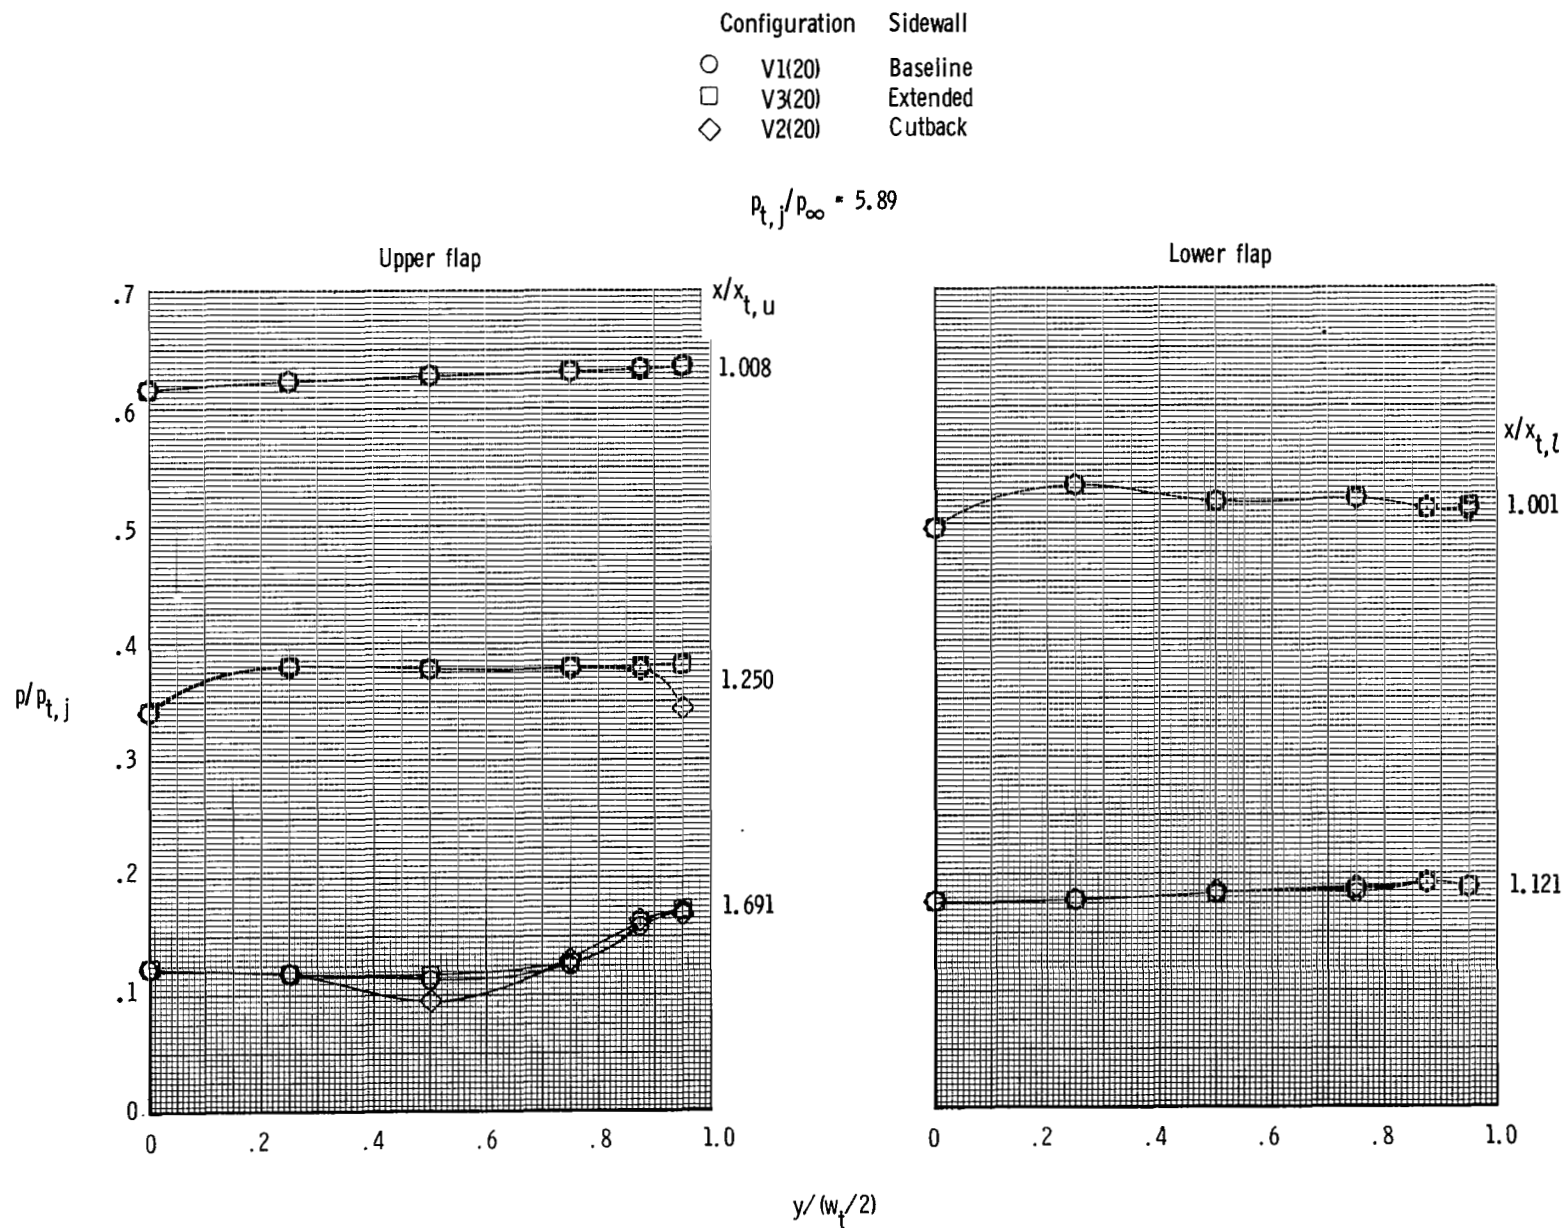 Configuration Sidewall
V1(20) Baseline
V3(20) Extended
V2(20) Cutback
p_t,j/p_∞ = 5.89
Upper flap
Lower flap
x/x_t,u
1.008
1.250
1.691
x/x_t,l
1.001
1.121
p/p_t,j
.7
.6
.5
.4
.3
.2
.1
0
0 .2 .4 .6 .8 1.0
0 .2 .4 .6 .8 1.0
y/(w_t/2)